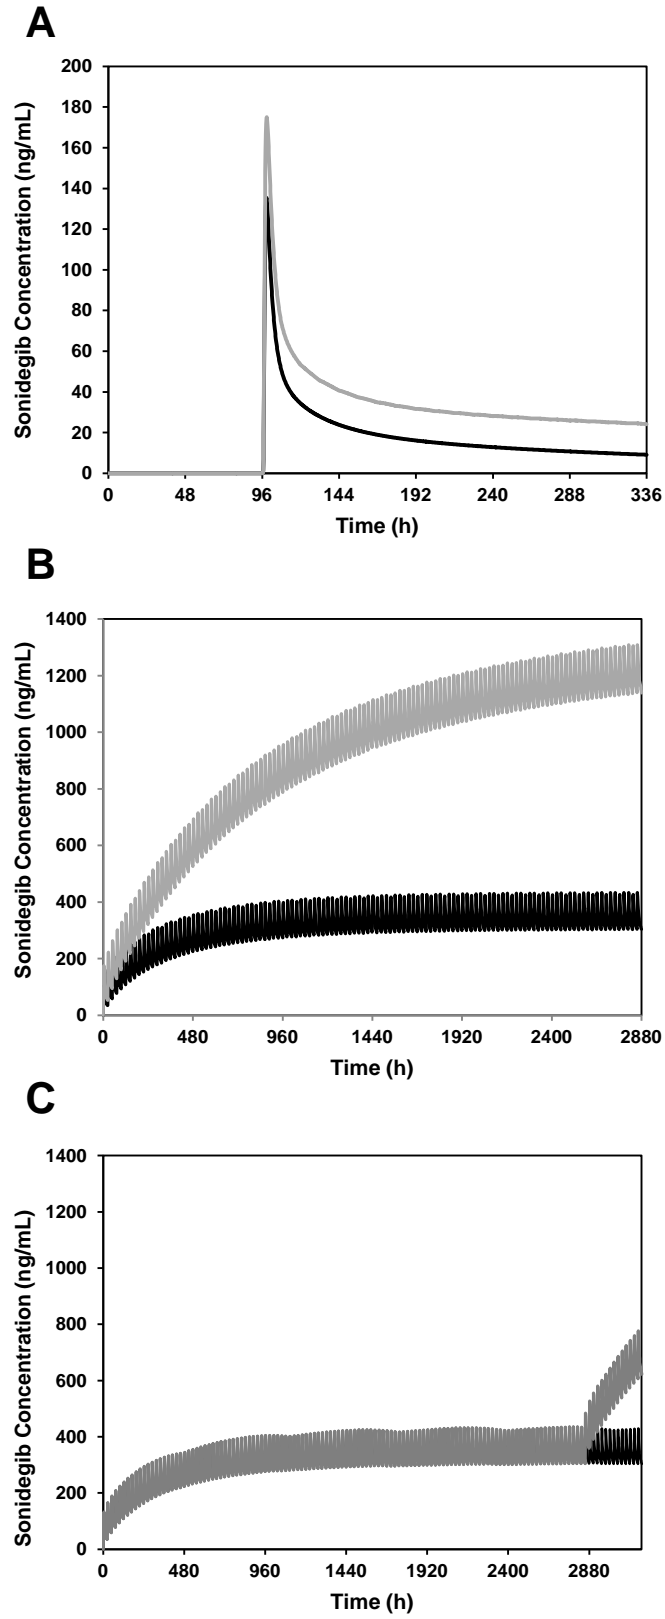 A
Sonidegib Concentration (ng/mL)
200
180
160
140
120
100
80
60
40
20
0
0 48 96 144 192 240 288 336
Time (h)
B
Sonidegib Concentration (ng/mL)
1400
1200
1000
800
600
400
200
0
0 480 960 1440 1920 2400 2880
Time (h)
C
Sonidegib Concentration (ng/mL)
1400
1200
1000
800
600
400
200
0
0 480 960 1440 1920 2400 2880
Time (h)